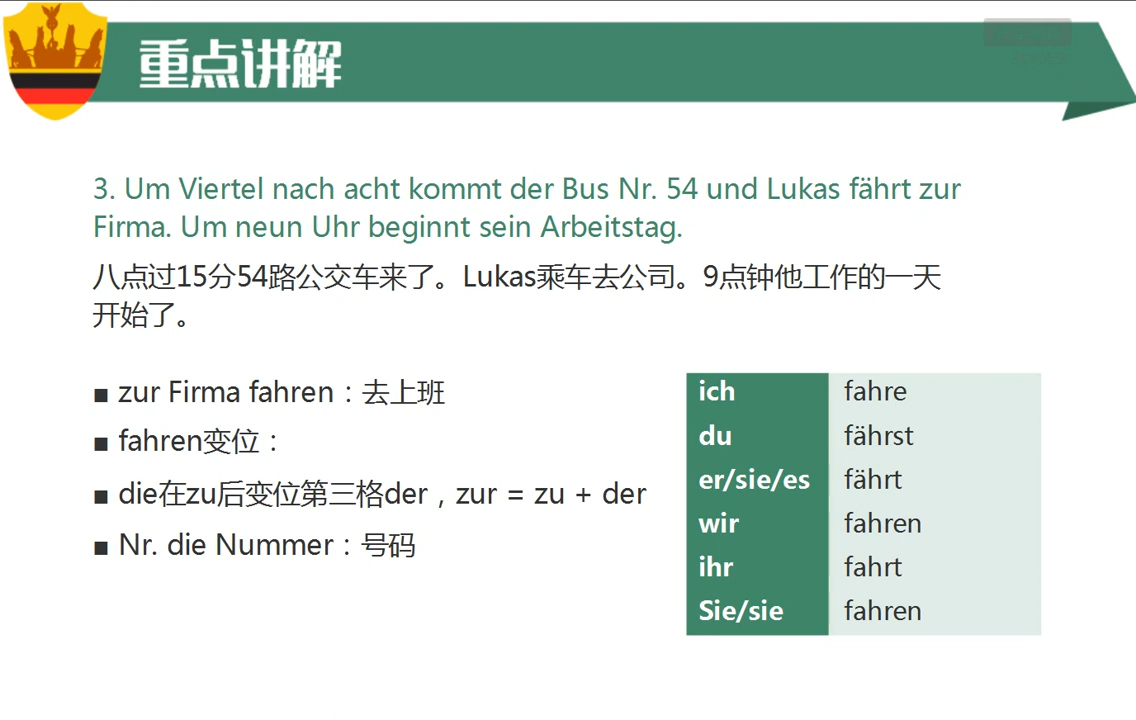 重点讲解
3. Um Viertel nach acht kommt der Bus Nr. 54 und Lukas fährt zur
Firma. Um neun Uhr beginnt sein Arbeitstag.
八点过15分54路公交车来了。Lukas乘车去公司。9点钟他工作的一天
开始了。
■ zur Firma fahren：去上班
■ fahren变位：
■ die在zu后变位第三格der，zur = zu + der
■ Nr. die Nummer：号码
ich fahre
du fährst
er/sie/es fährt
wir fahren
ihr fahrt
Sie/sie fahren